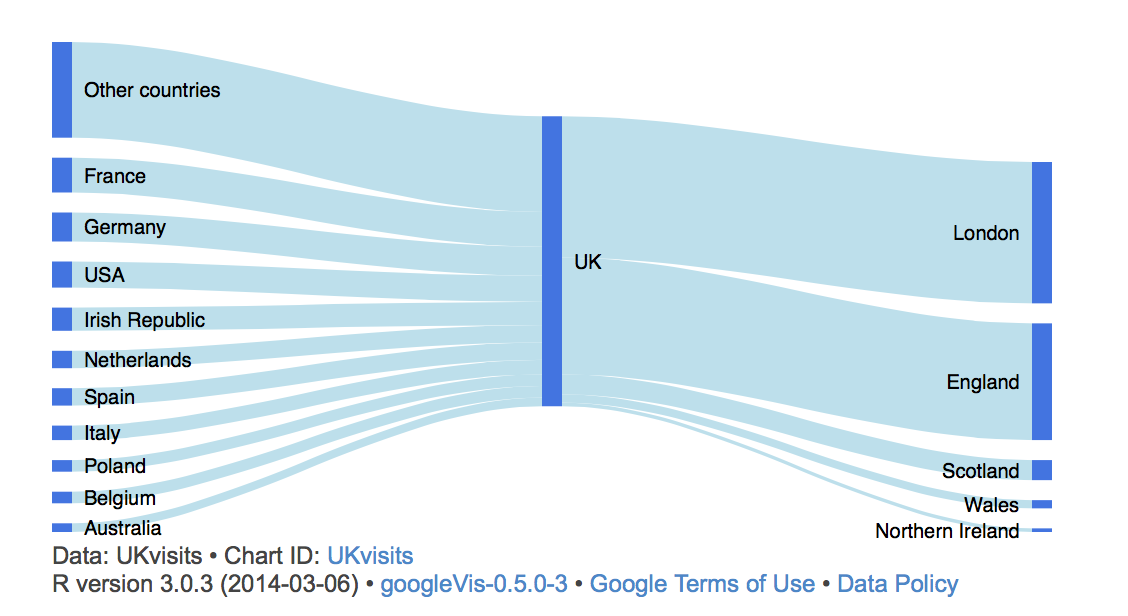 Other countries
France
Germany
USA
Irish Republic
Netherlands
Spain
Italy
Poland
Belgium
Australia
UK
London
England
Scotland
Wales
Northern Ireland
Data: UKvisits • Chart ID: UKvisits
R version 3.0.3 (2014-03-06) • googleVis-0.5.0-3 • Google Terms of Use • Data Policy